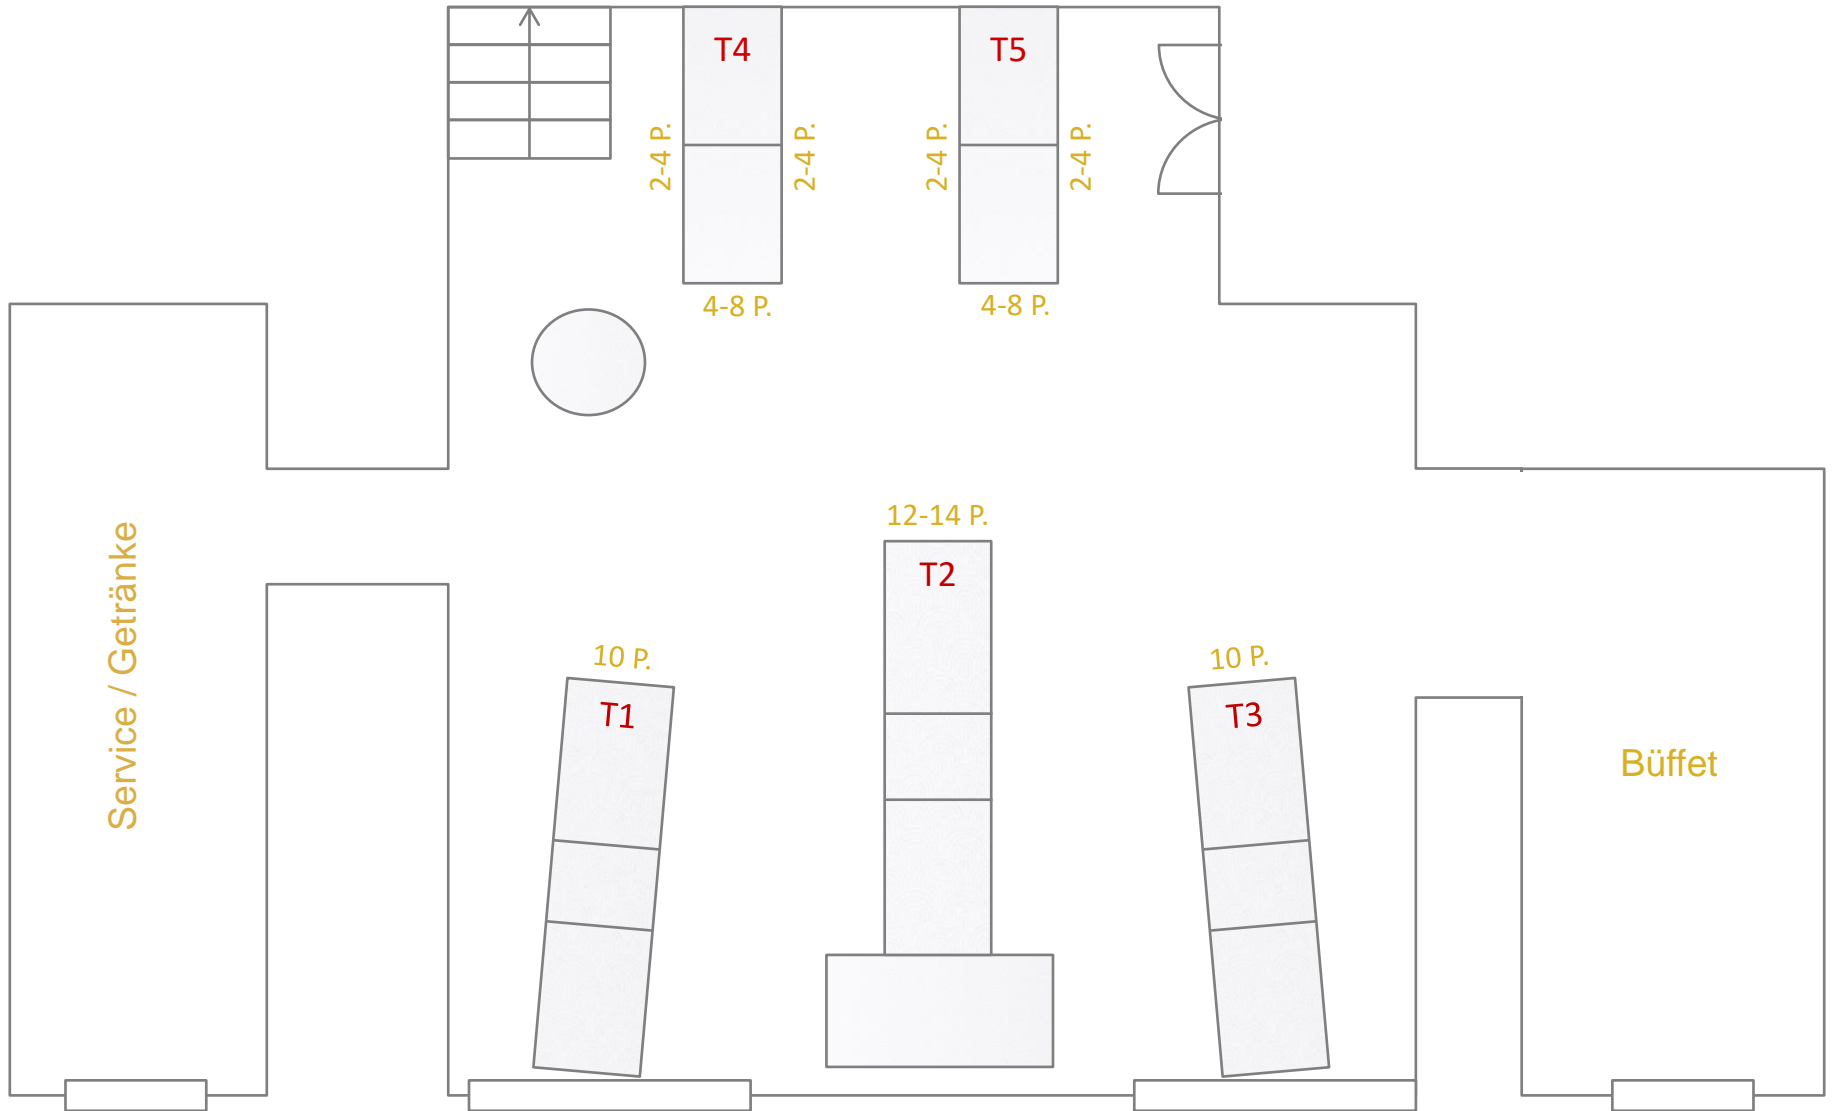 T4
T5
2-4 P.
2-4 P.
2-4 P.
2-4 P.
4-8 P.
4-8 P.
12-14 P.
T2
Service / Getränke
10 P.
10 P.
T1
T3
Büffet